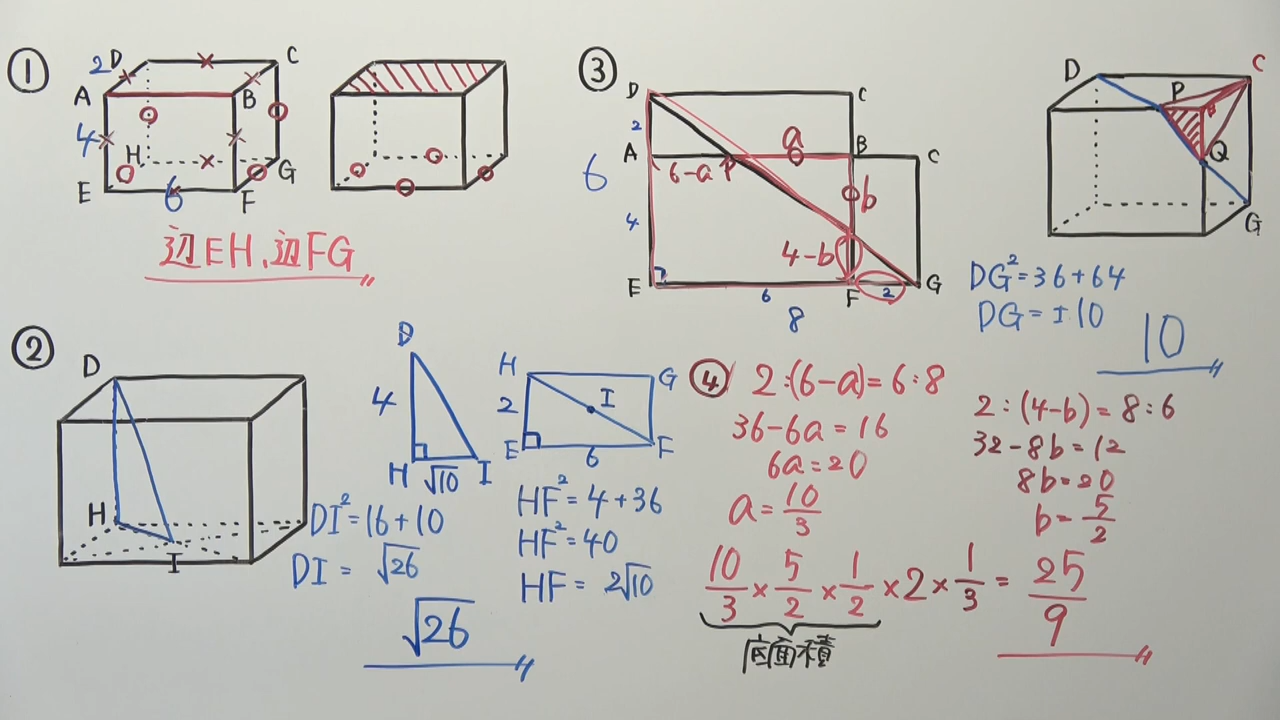 ①
D
C
2
A
B
4
H
G
E
6
F
辺EH、辺FG
②
D
H
I
D
4
H
√10
I
H
G
2
I
E
6
F
DI²=16+10
DI = √26
√26
HF²=4+36
HF²=40
HF= 2√10
③
D
C
2
a
A
6-a
P
B
C
6
b
4
4-b
E
6
F
2
G
8
D
P
C
B
Q
G
DG²=36+64
DG=±10
10
④
2:(6-a)=6:8
36-6a=16
6a=20
a=10/3
2:(4-b)=8:6
32-8b=12
8b=20
b=5/2
10/3×5/2×1/2×2×1/3=25/9
底面積